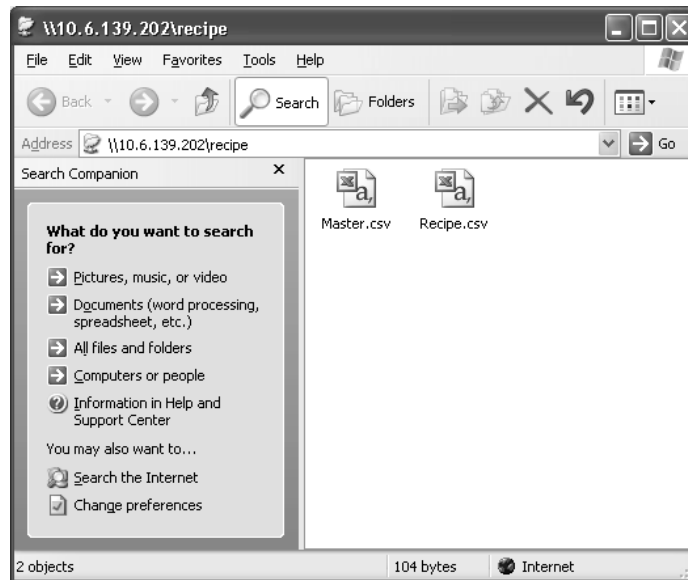 \\10.6.139.202\recipe
File Edit View Favorites Tools Help
Back Search Folders
Address \\10.6.139.202\recipe Go
Search Companion
What do you want to search
for?
Pictures, music, or video
Documents (word processing,
spreadsheet, etc.)
All files and folders
Computers or people
Information in Help and
Support Center
You may also want to...
Search the Internet
Change preferences
Master.csv Recipe.csv
2 objects 104 bytes Internet